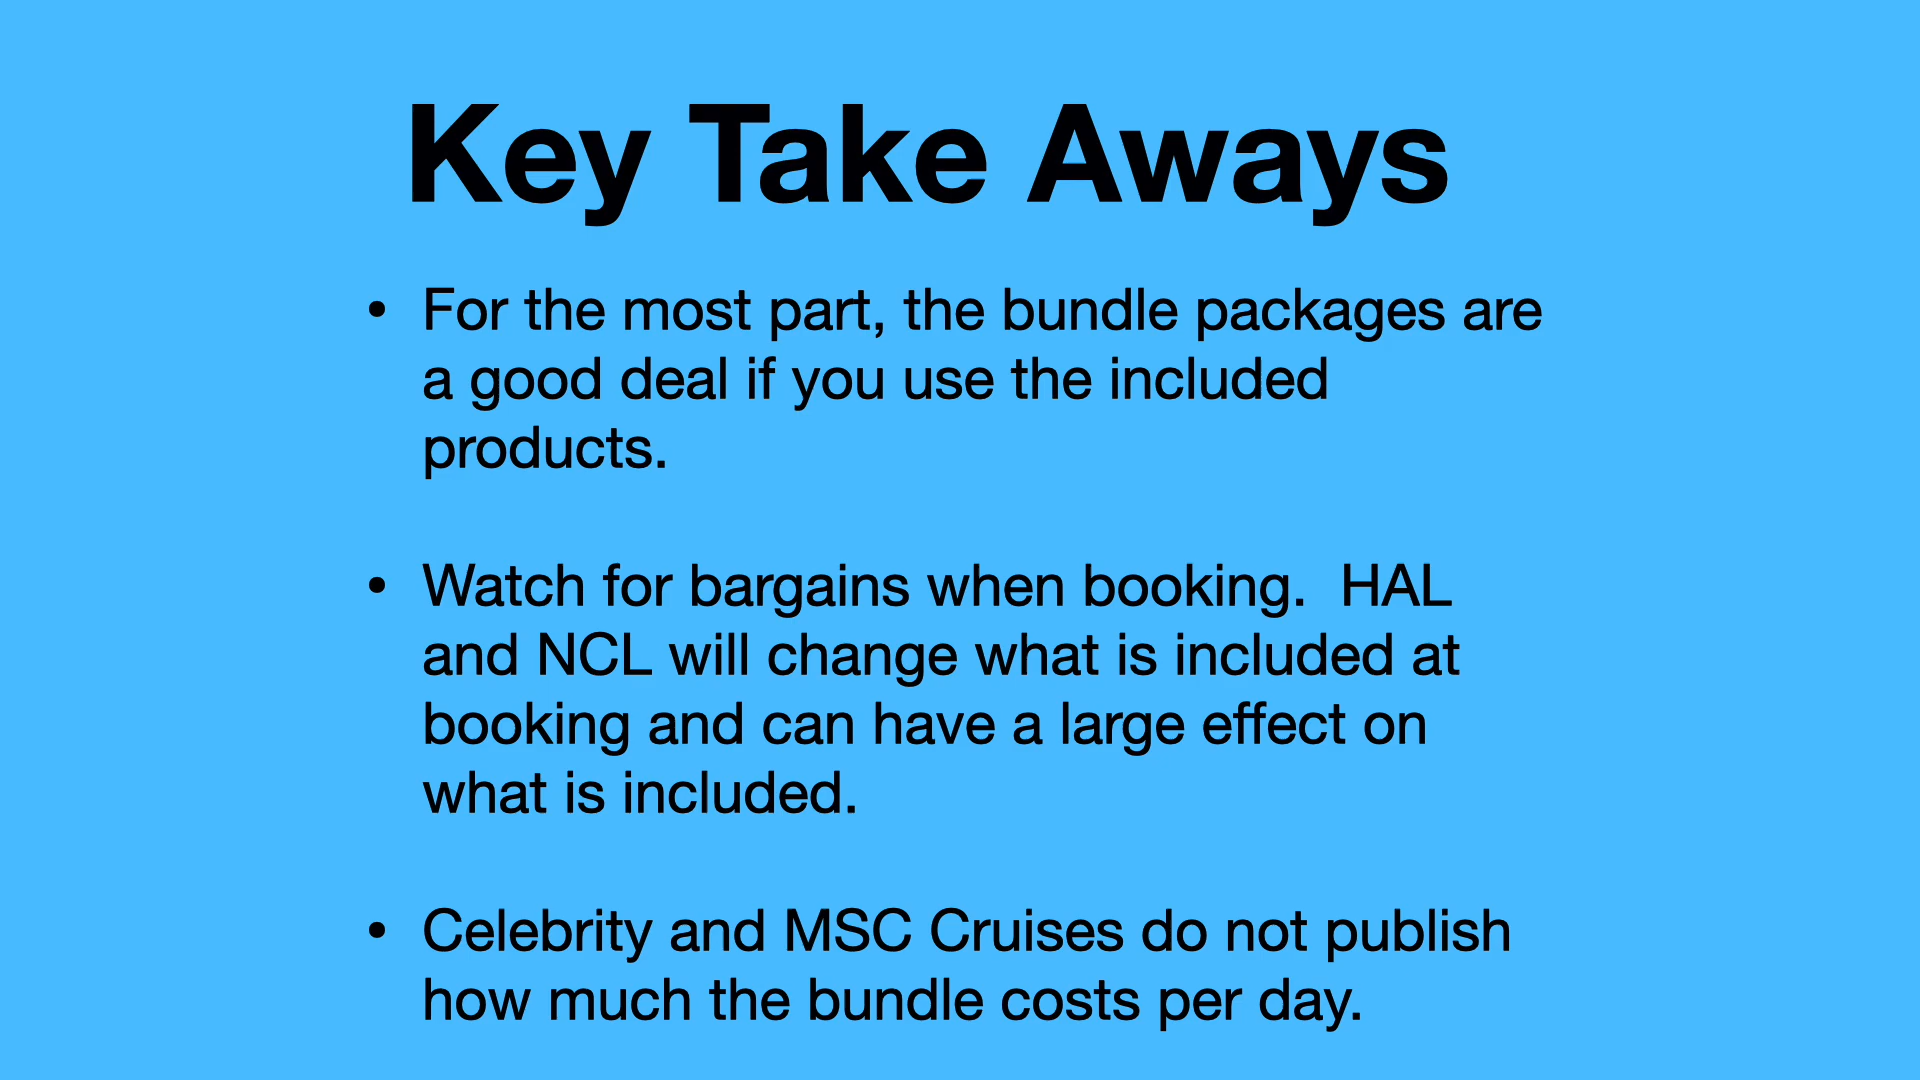 Key Take Aways
• For the most part, the bundle packages are
a good deal if you use the included
products.
• Watch for bargains when booking.  HAL
and NCL will change what is included at
booking and can have a large effect on
what is included.
• Celebrity and MSC Cruises do not publish
how much the bundle costs per day.